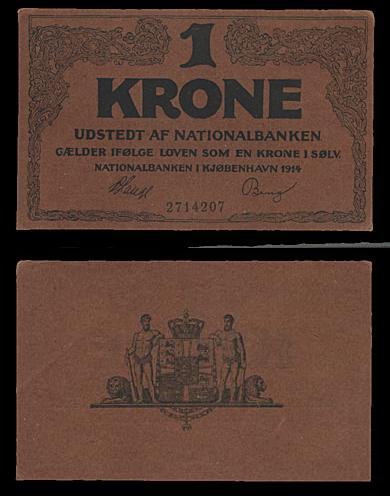 1
KRONE
UDSTEDT AF NATIONALBANKEN
GÆLDER IFØLGE LOVEN SOM EN KRONE I SØLV.
NATIONALBANKEN I KJØBENHAVN 1914
2714207